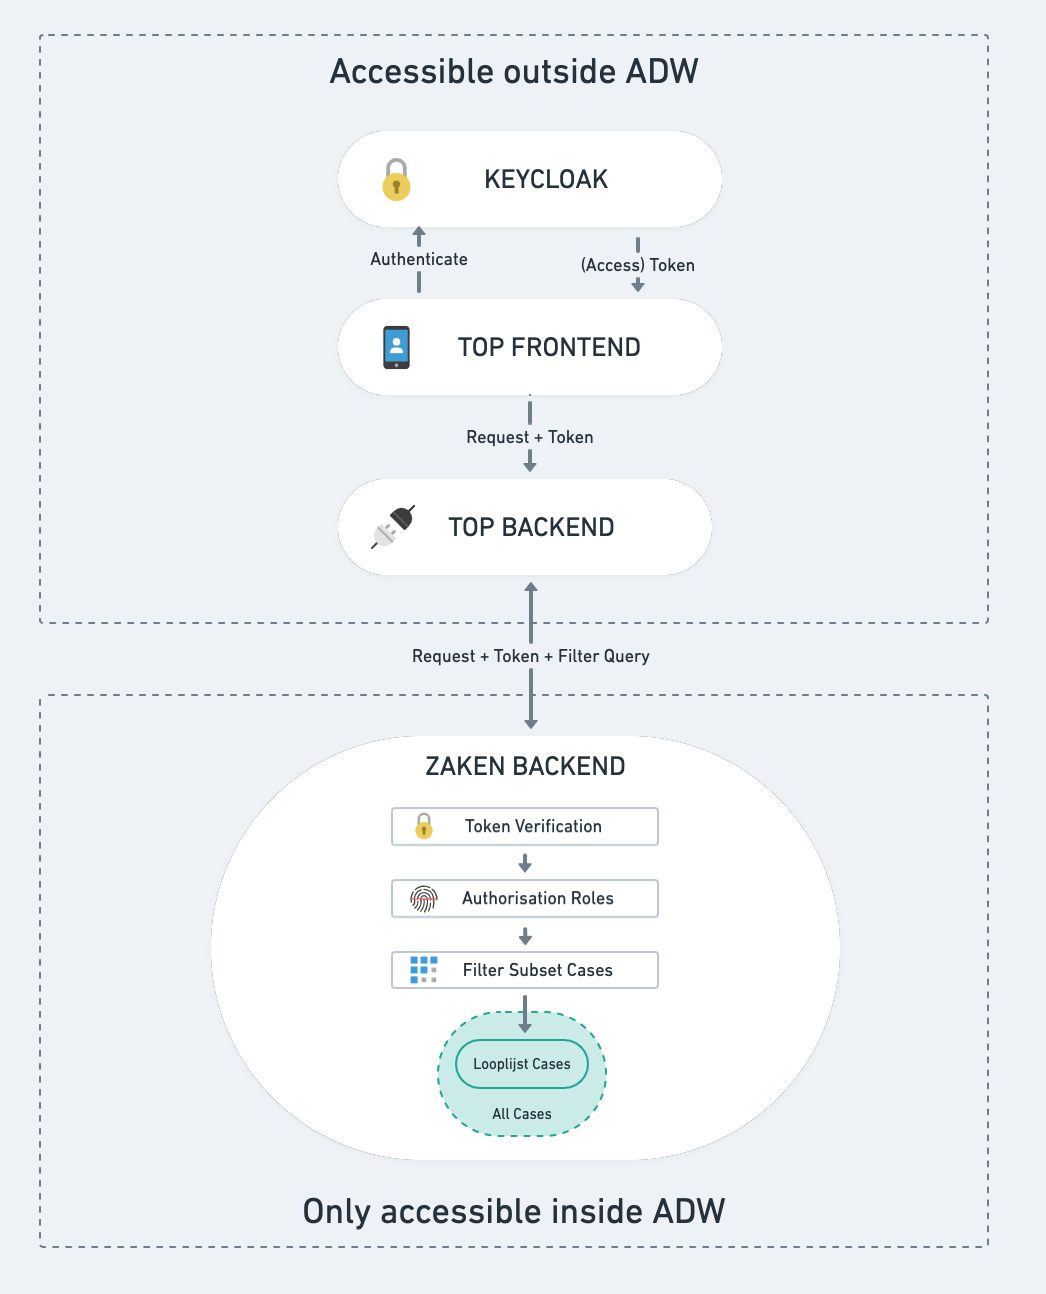 Accessible outside ADW
KEYCLOAK
Authenticate
(Access) Token
TOP FRONTEND
Request + Token
TOP BACKEND
Request + Token + Filter Query
ZAKEN BACKEND
Token Verification
Authorisation Roles
Filter Subset Cases
Looplijst Cases
All Cases
Only accessible inside ADW